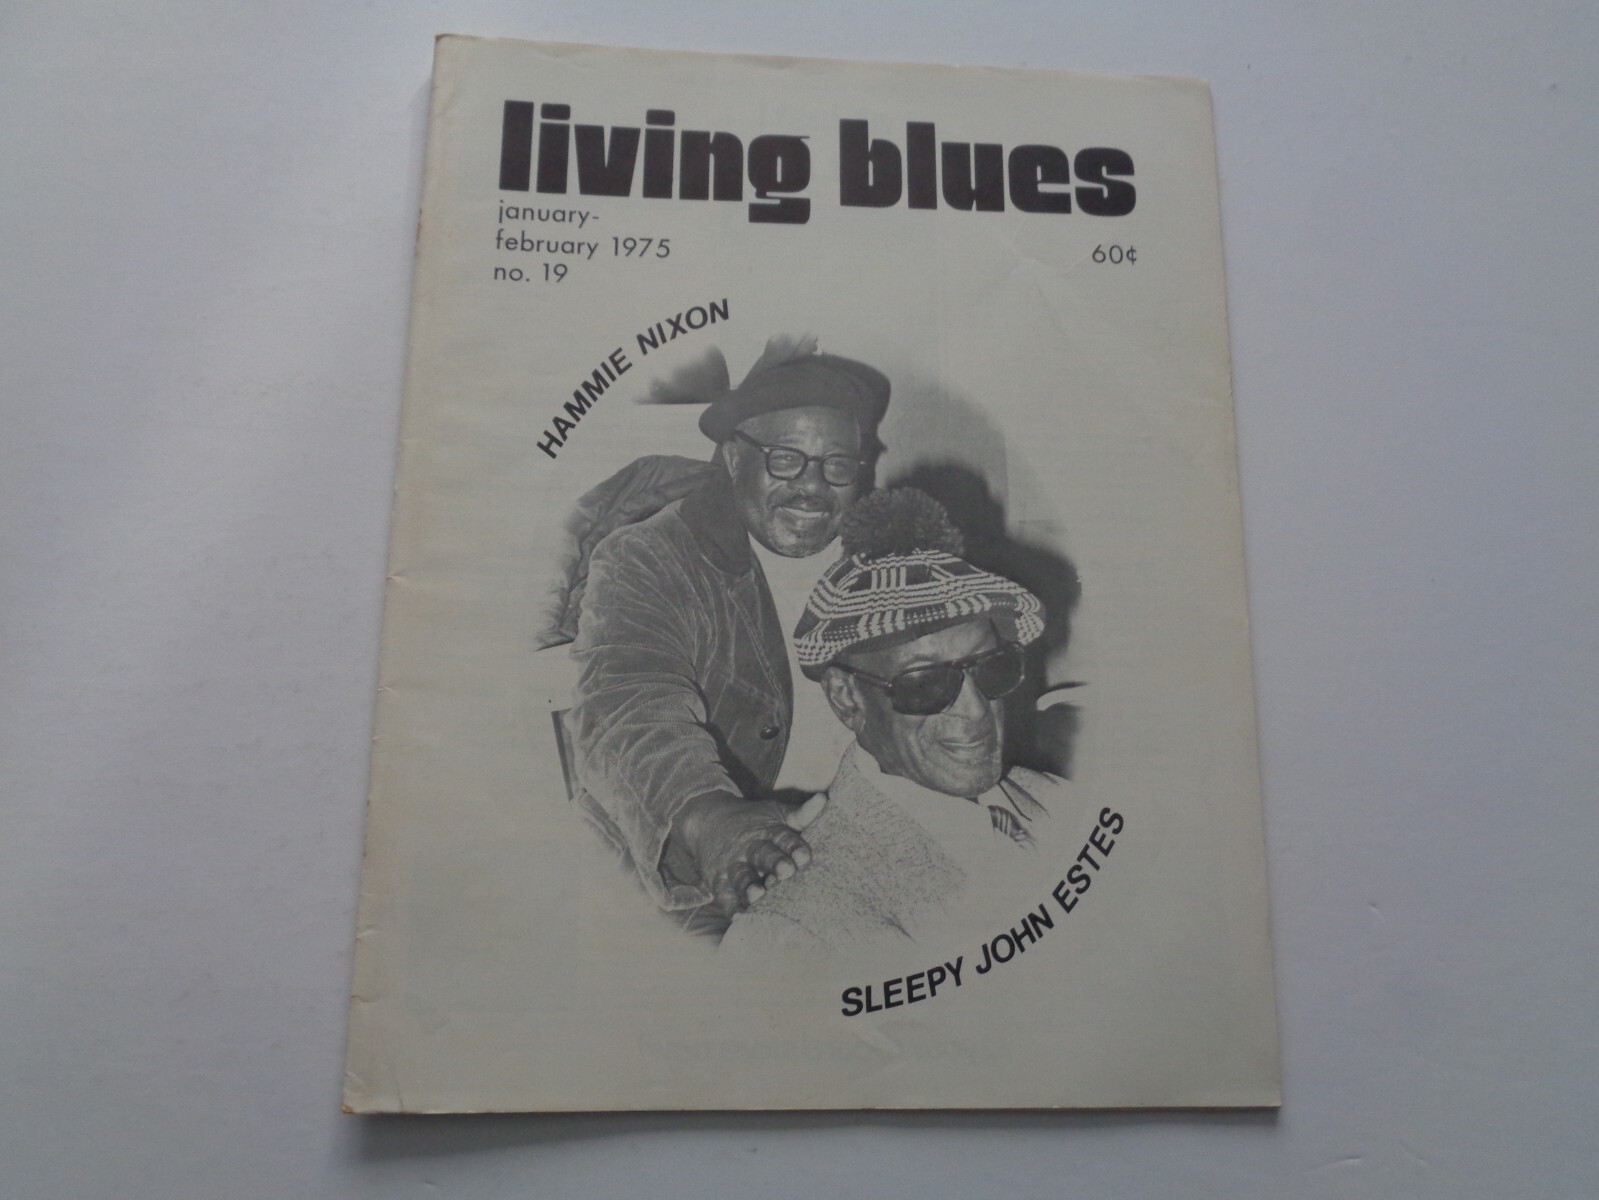 living blues
january-
february 1975
no. 19
60¢
HAMMIE NIXON
SLEEPY JOHN ESTES